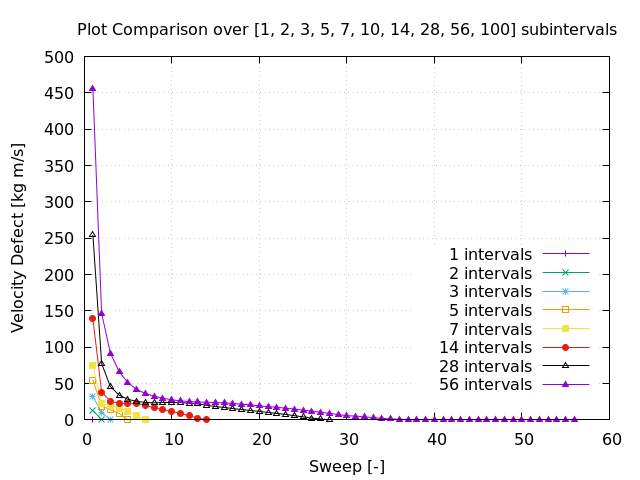 Plot Comparison over [1, 2, 3, 5, 7, 10, 14, 28, 56, 100] subintervals
500
450
400
350
300
250
200
150
100
50
0
Velocity Defect [kg m/s]
1 intervals
2 intervals
3 intervals
5 intervals
7 intervals
14 intervals
28 intervals
56 intervals
0 10 20 30 40 50 60
Sweep [-]